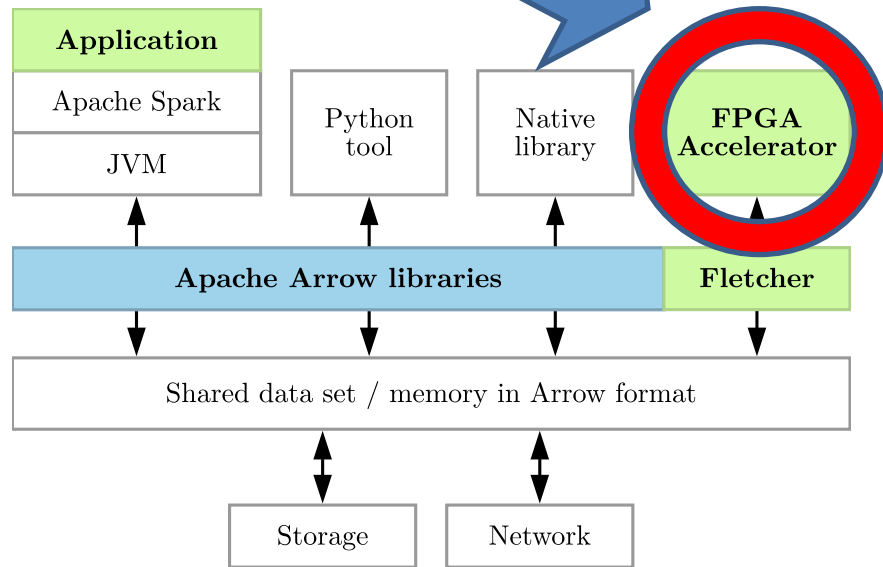 Application
Apache Spark
JVM
Python
tool
Native
library
FPGA
Accelerator
Apache Arrow libraries
Fletcher
Shared data set / memory in Arrow format
Storage
Network